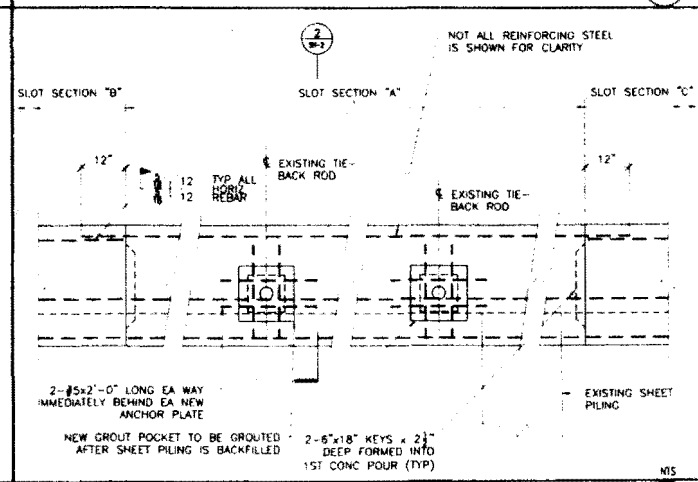 2
SH-2
NOT ALL REINFORCING STEEL
IS SHOWN FOR CLARITY
SLOT SECTION "B"
SLOT SECTION "A"
SLOT SECTION "C"
12"
12
12
TYP ALL
HORIZ
REBAR
℄ EXISTING TIE-
BACK ROD
℄ EXISTING TIE-
BACK ROD
12"
2-#5x2'-0" LONG EA WAY
IMMEDIATELY BEHIND EA NEW
ANCHOR PLATE
NEW GROUT POCKET TO BE GROUTED
AFTER SHEET PILING IS BACKFILLED
2-6"x18" KEYS x 2½"
DEEP FORMED INTO
1ST CONC POUR (TYP)
EXISTING SHEET
PILING
NTS